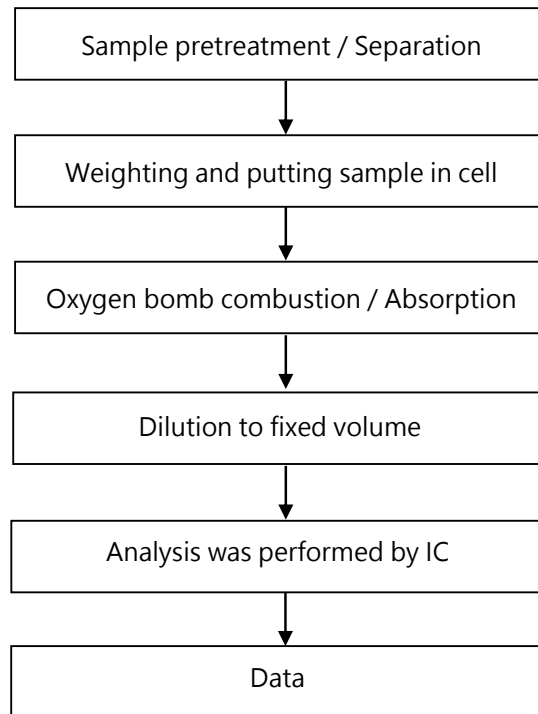 Sample pretreatment / Separation
Weighting and putting sample in cell
Oxygen bomb combustion / Absorption
Dilution to fixed volume
Analysis was performed by IC
Data